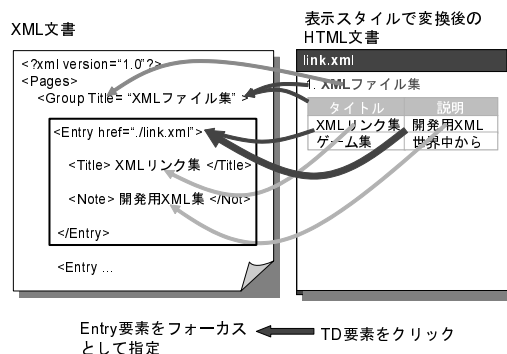 XML文書
<?xml version="1.0"?>
<Pages>
<Group Title= "XMLファイル集" >
<Entry href="./link.xml">
<Title> XMLリンク集 </Title>
<Note> 開発用XML集 </Not>
</Entry>
<Entry ...
表示スタイルで変換後の
HTML文書
link.xml
1. XMLファイル集
タイトル 説明
XMLリンク集 開発用XML
ゲーム集 世界中から
Entry要素をフォーカス
として指定
TD要素をクリック